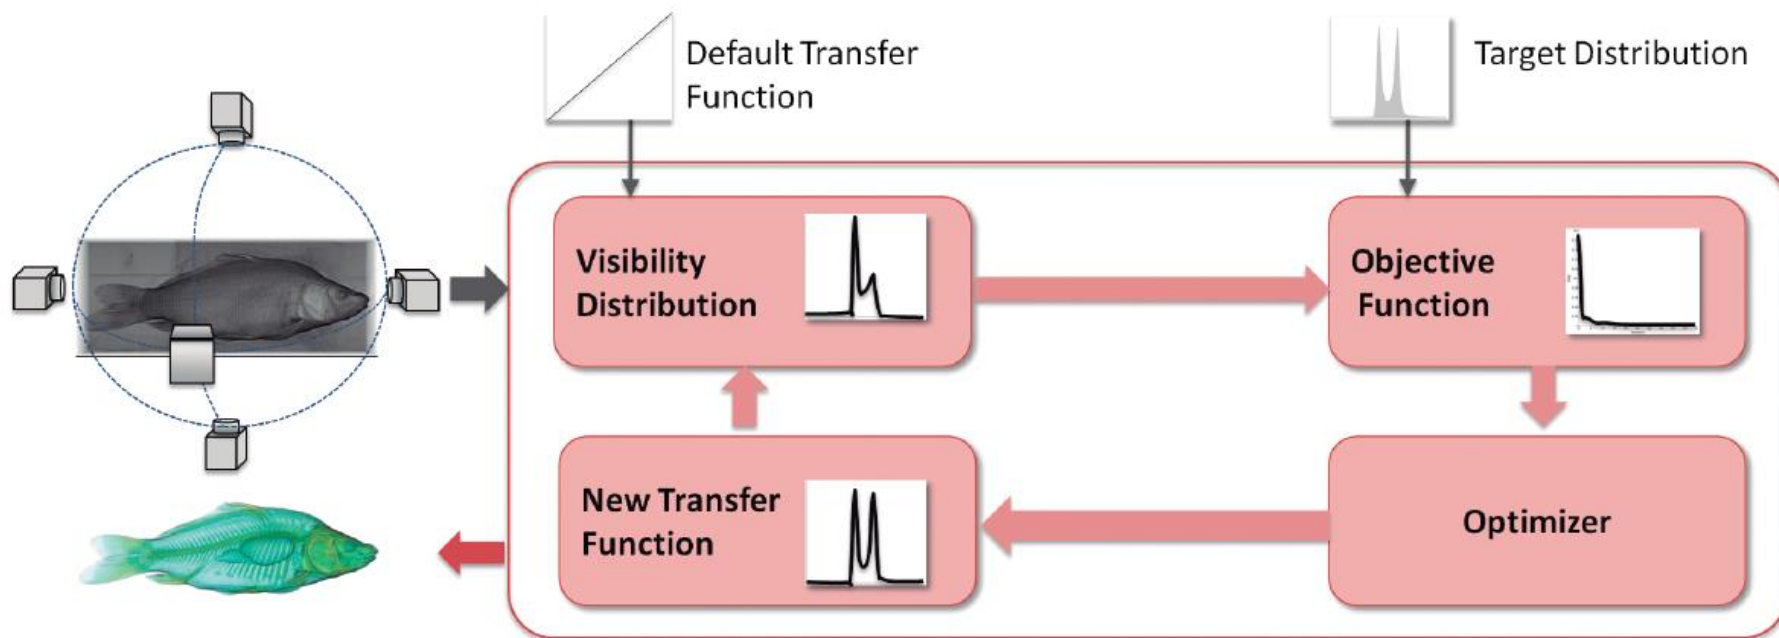 Default Transfer
Function
Target Distribution
Visibility
Distribution
Objective
Function
New Transfer
Function
Optimizer